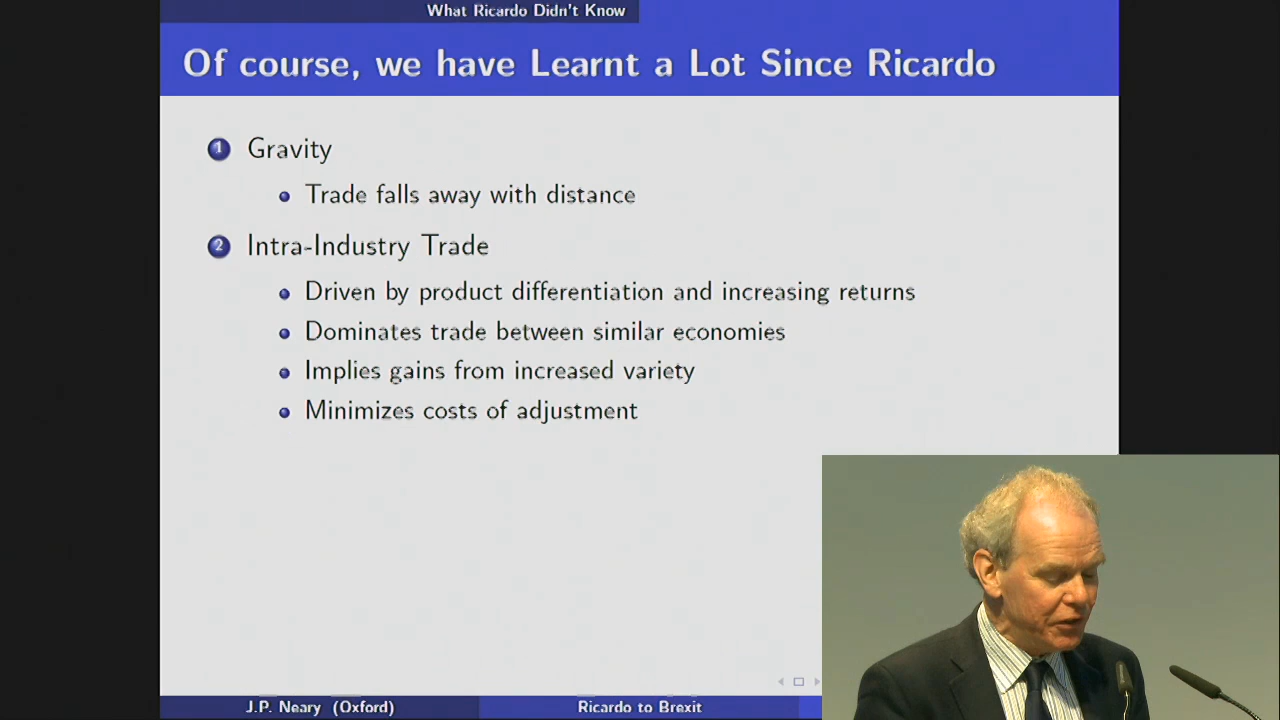 What Ricardo Didn't Know
Of course, we have Learnt a Lot Since Ricardo
1 Gravity
Trade falls away with distance
2 Intra-Industry Trade
Driven by product differentiation and increasing returns
Dominates trade between similar economies
Implies gains from increased variety
Minimizes costs of adjustment
J.P. Neary (Oxford) Ricardo to Brexit